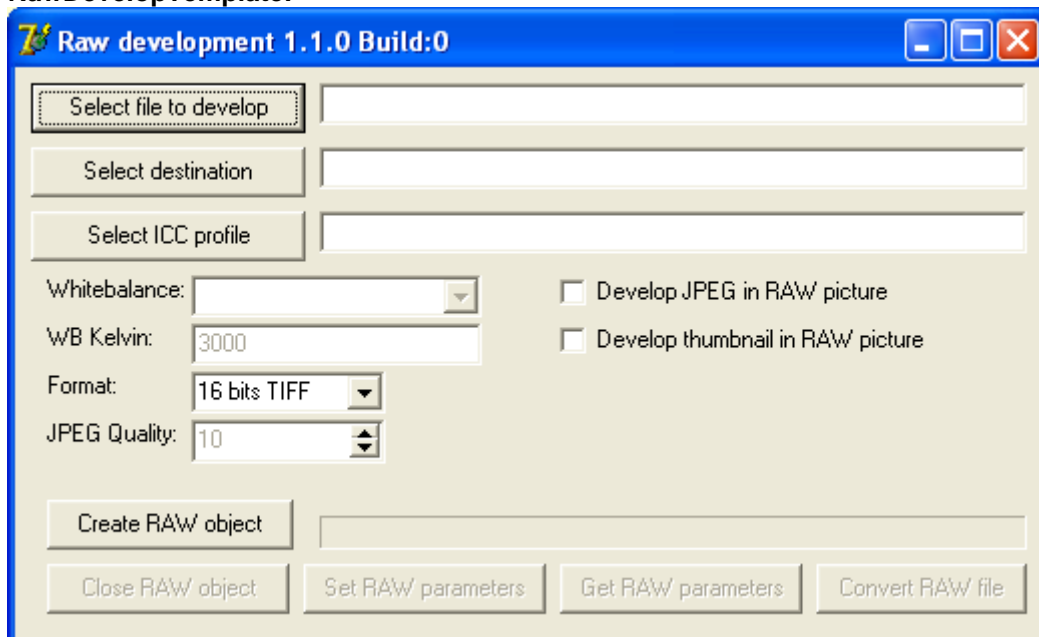 RawDevelopTemplate:
Raw development 1.1.0 Build:0
Select file to develop
Select destination
Select ICC profile
Whitebalance:
Develop JPEG in RAW picture
WB Kelvin: 3000
Develop thumbnail in RAW picture
Format: 16 bits TIFF
JPEG Quality: 10
Create RAW object
Close RAW object Set RAW parameters Get RAW parameters Convert RAW file